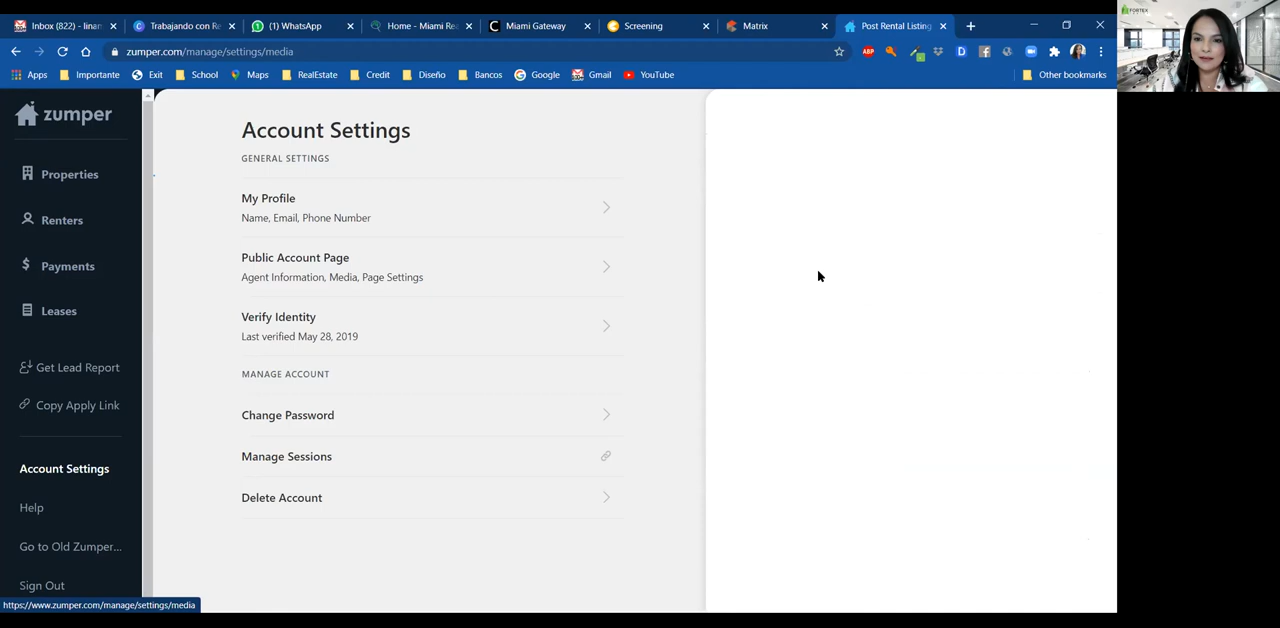 Inbox (822) - linan
Trabajando con Re
(1) WhatsApp
Home - Miami Rea
Miami Gateway
Screening
Matrix
Post Rental Listing
zumper.com/manage/settings/media
Apps
Importante
Exit
School
Maps
RealEstate
Credit
Diseño
Bancos
Google
Gmail
YouTube
Other bookmarks
zumper
Properties
Renters
Payments
Leases
Get Lead Report
Copy Apply Link
Account Settings
Help
Go to Old Zumper...
Sign Out
https://www.zumper.com/manage/settings/media
Account Settings
GENERAL SETTINGS
My Profile
Name, Email, Phone Number
Public Account Page
Agent Information, Media, Page Settings
Verify Identity
Last verified May 28, 2019
MANAGE ACCOUNT
Change Password
Manage Sessions
Delete Account
FORTEX